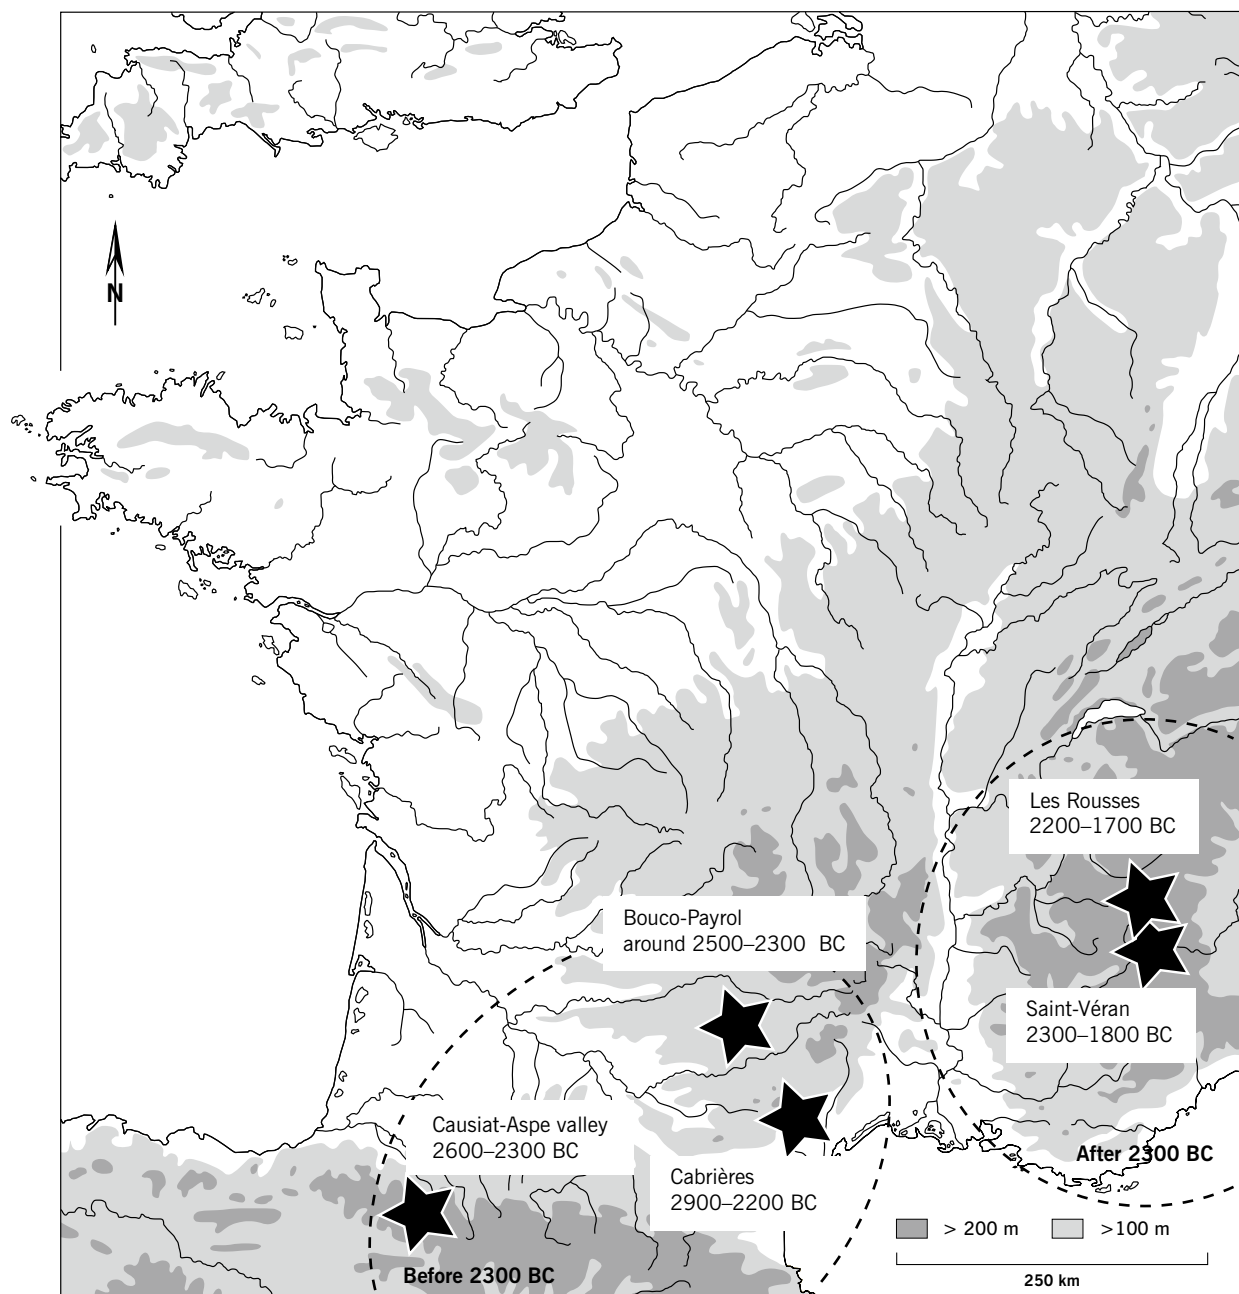 N
Les Rousses
2200–1700 BC
Bouco-Payrol
around 2500–2300 BC
Saint-Véran
2300–1800 BC
Causiat-Aspe valley
2600–2300 BC
After 2300 BC
Cabrières
2900–2200 BC
> 200 m
>100 m
Before 2300 BC
250 km